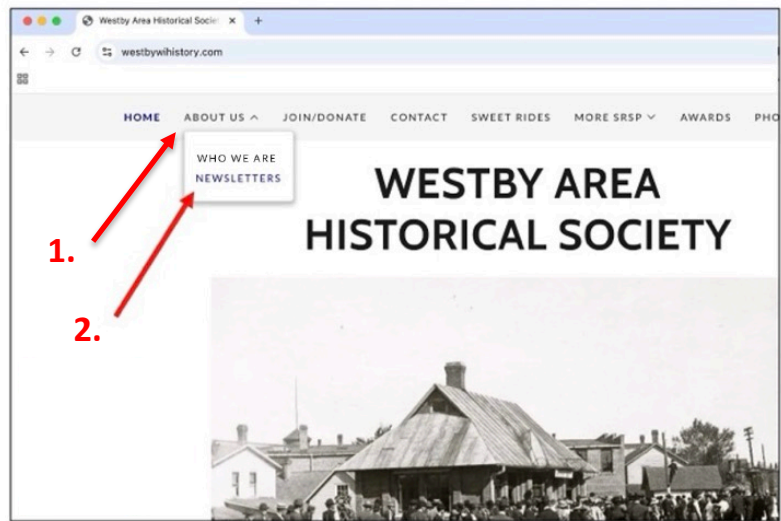 Westby Area Historical Societ
westbywihistory.com
HOME ABOUT US JOIN/DONATE CONTACT SWEET RIDES MORE SRSP AWARDS PHO
WHO WE ARE
NEWSLETTERS
WESTBY AREA
HISTORICAL SOCIETY
1.
2.